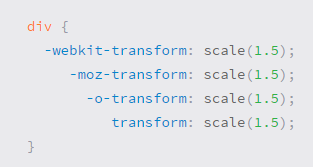 div {
  -webkit-transform: scale(1.5);
     -moz-transform: scale(1.5);
       -o-transform: scale(1.5);
          transform: scale(1.5);
}